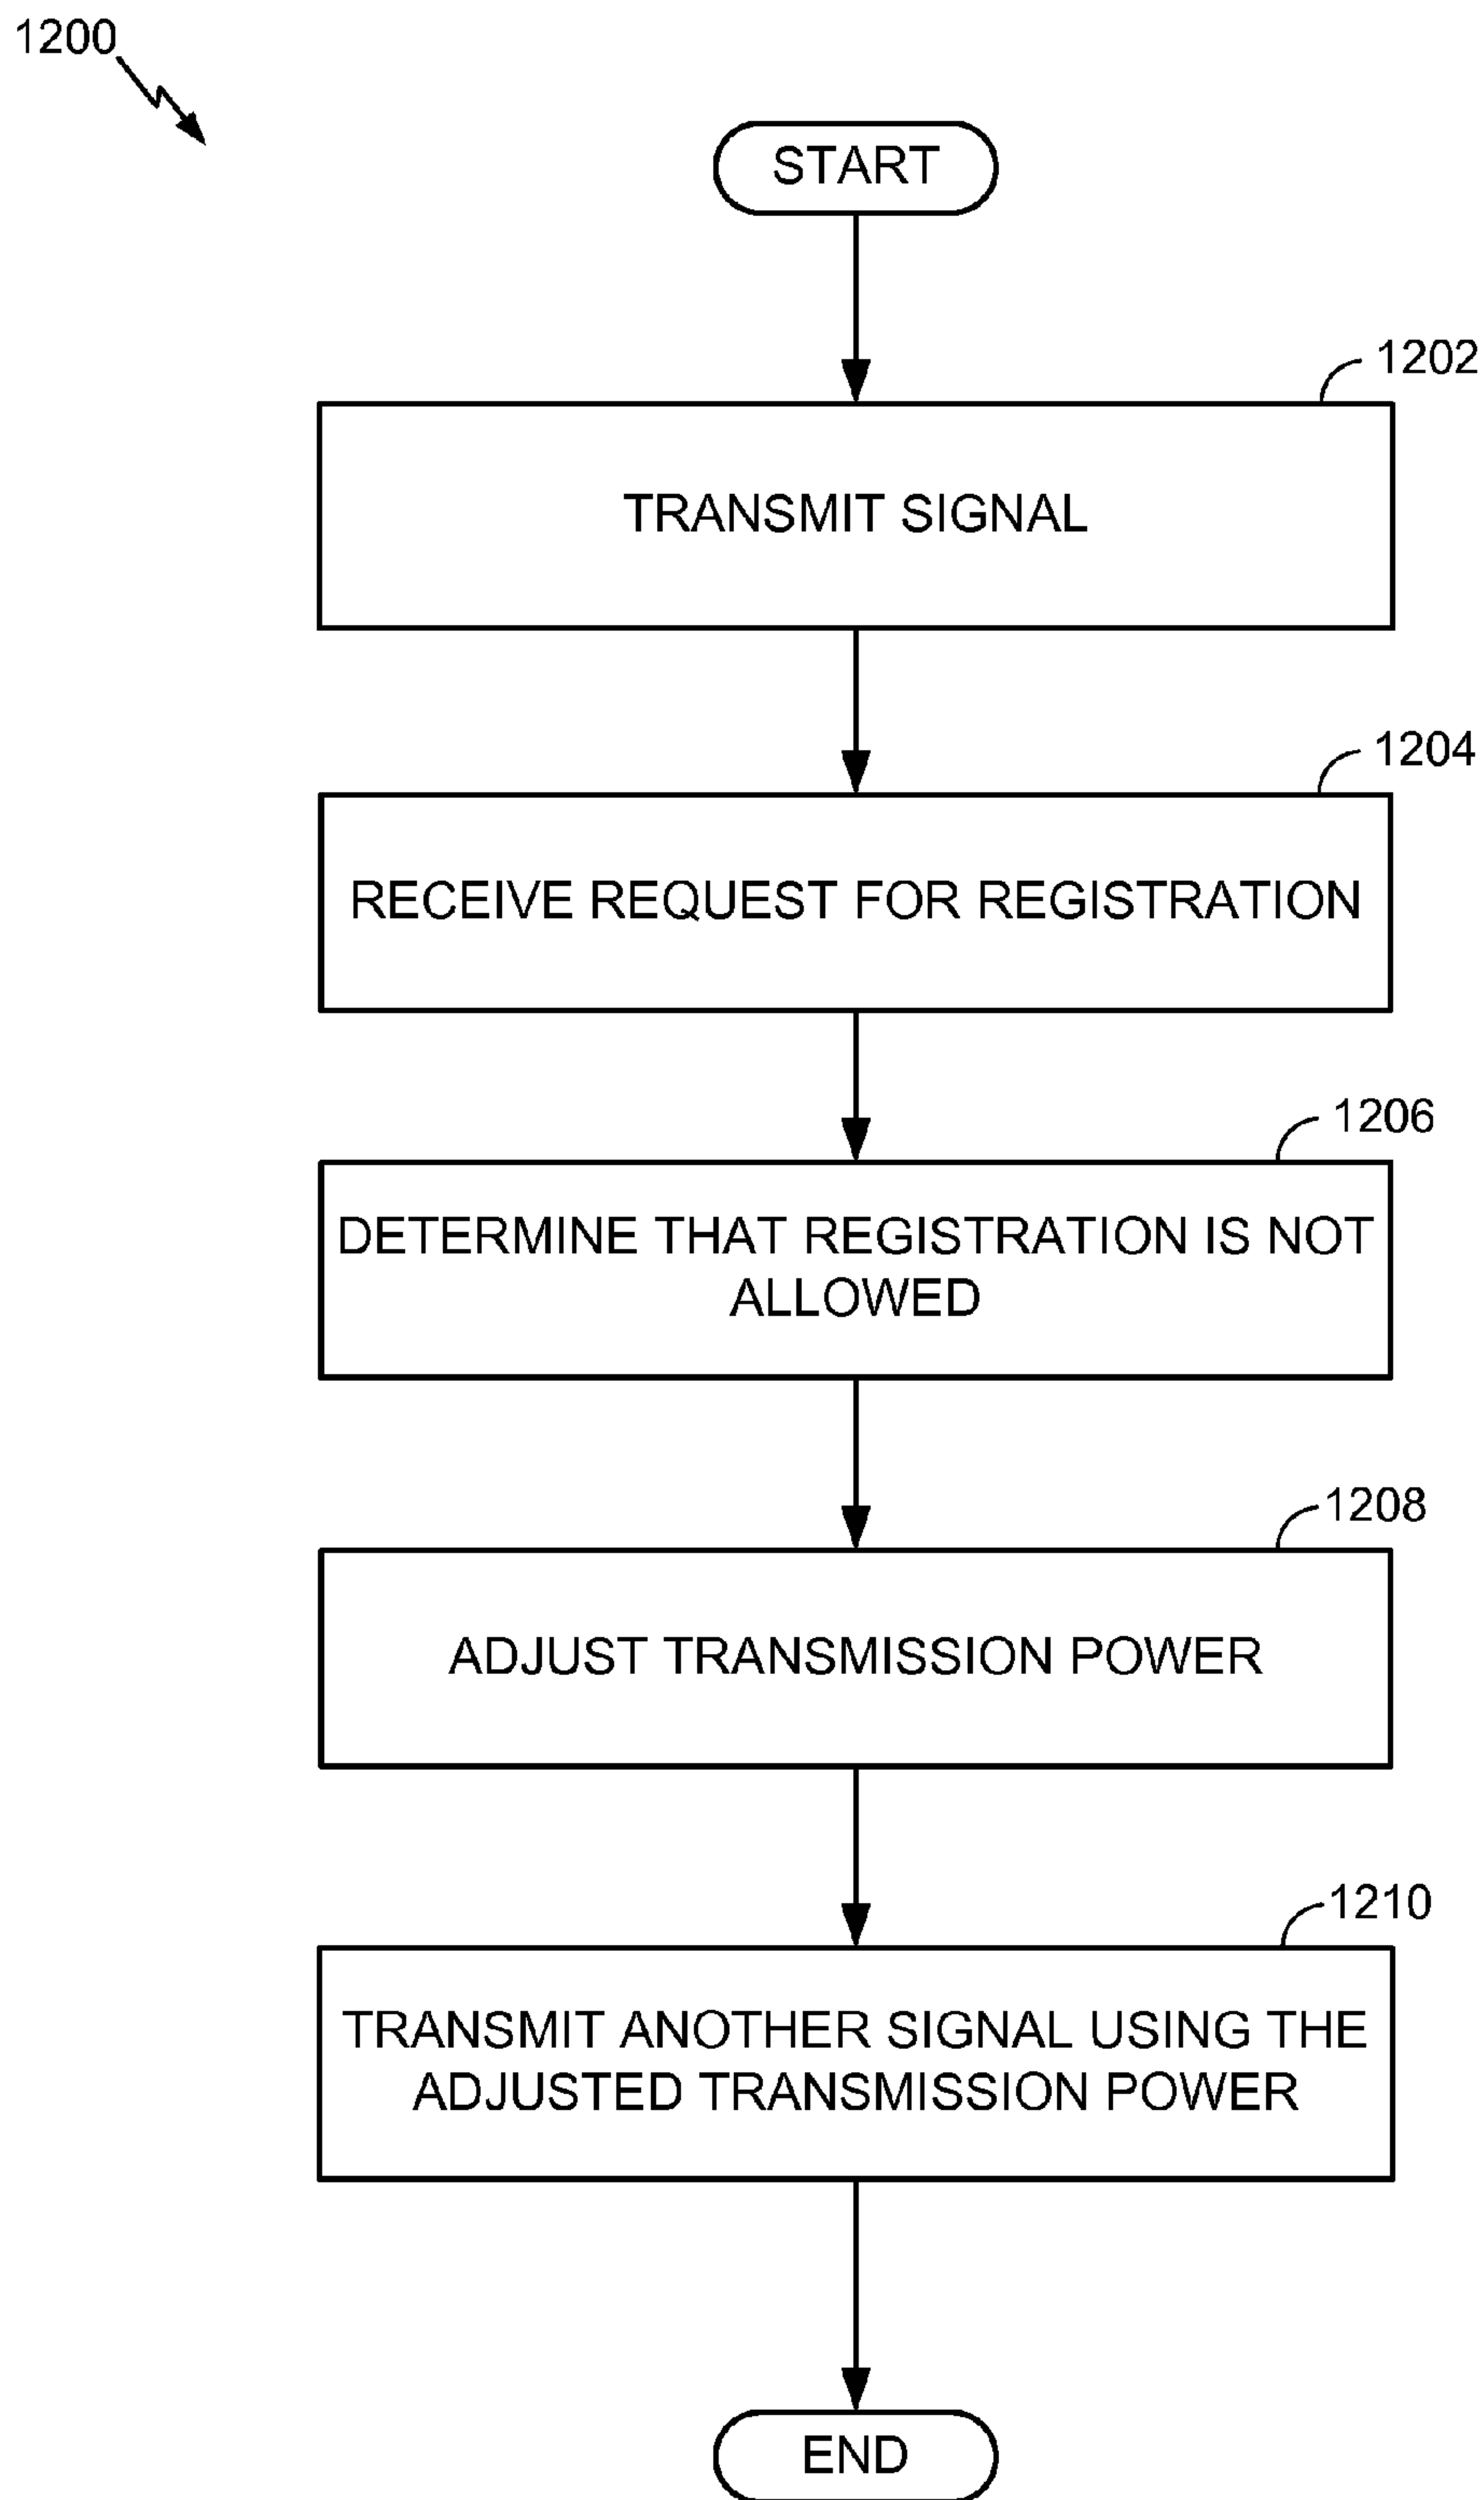 1200
START
1202
TRANSMIT SIGNAL
1204
RECEIVE REQUEST FOR REGISTRATION
1206
DETERMINE THAT REGISTRATION IS NOT
ALLOWED
1208
ADJUST TRANSMISSION POWER
1210
TRANSMIT ANOTHER SIGNAL USING THE
ADJUSTED TRANSMISSION POWER
END